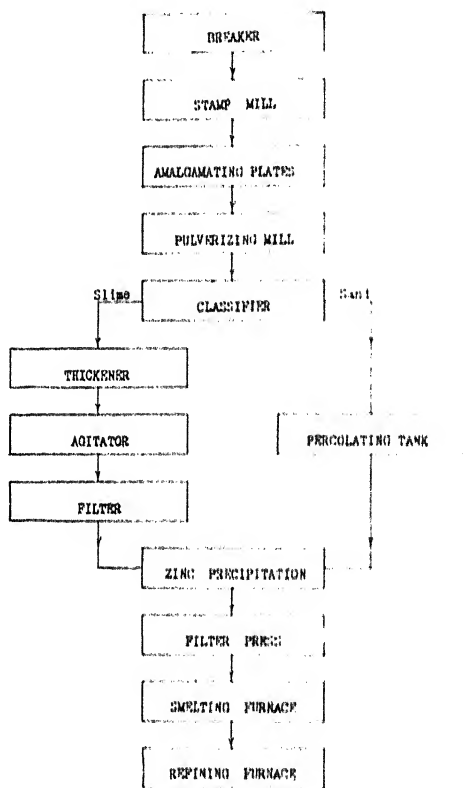 BREAKER
STAMP MILL
AMALGAMATING PLATES
PULVERIZING MILL
Slime
Sand
CLASSIFIER
THICKENER
AGITATOR
PERCOLATING TANK
FILTER
ZINC PRECIPITATION
FILTER PRESS
SMELTING FURNACE
REFINING FURNACE